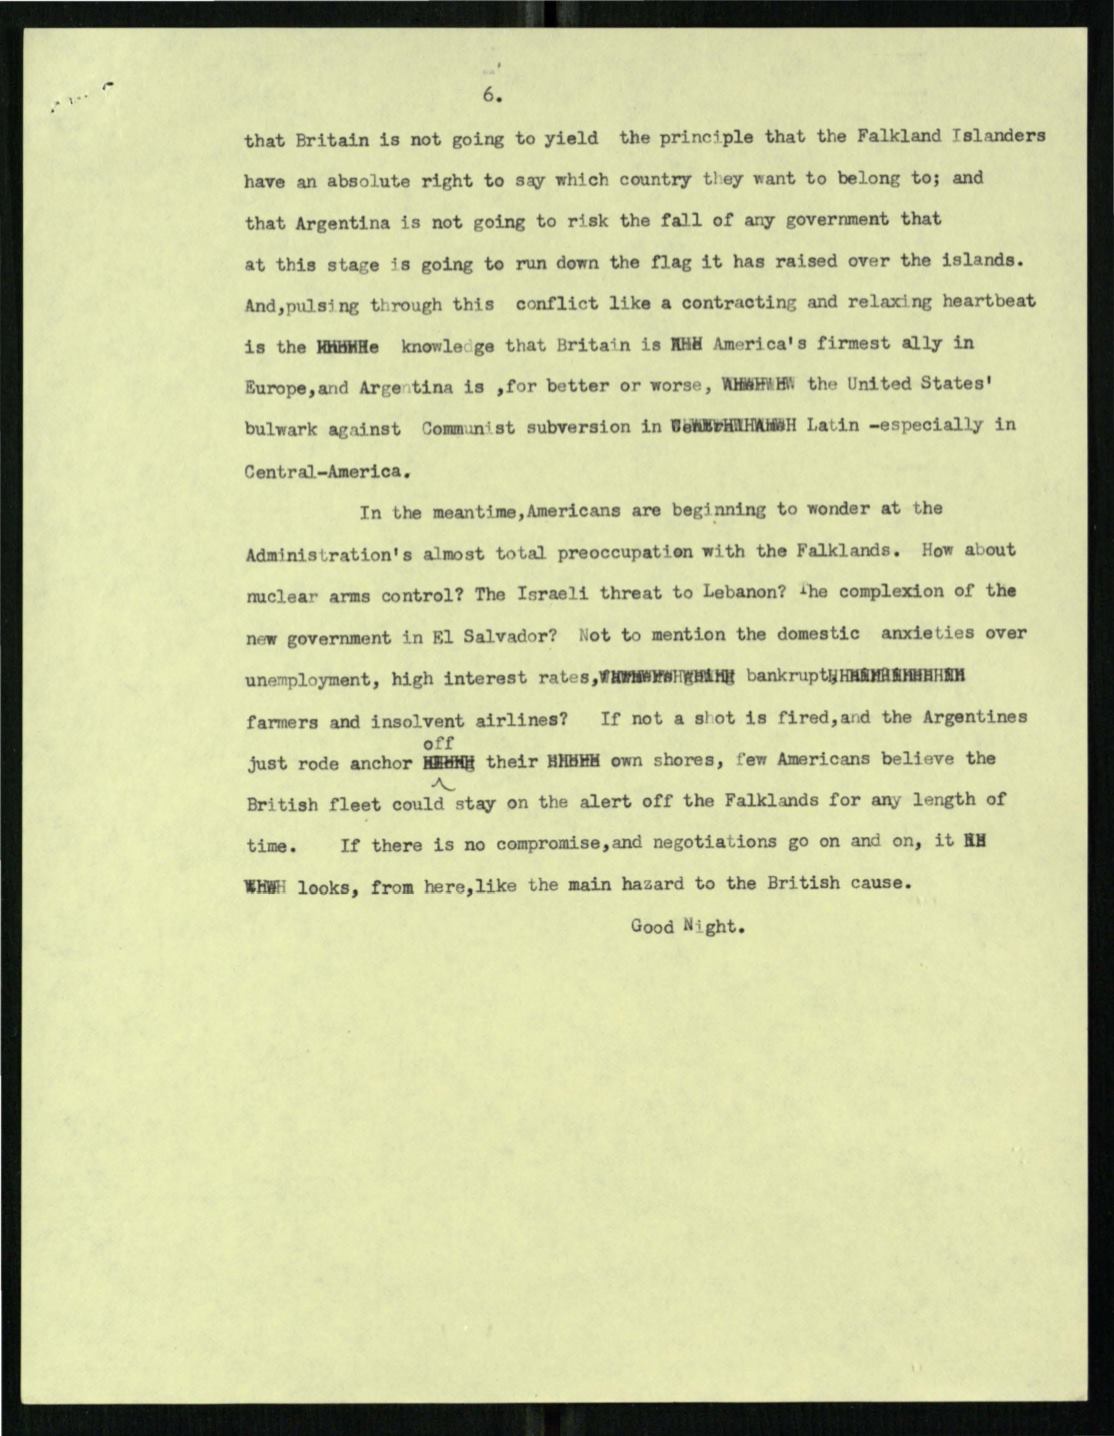 6.
that Britain is not going to yield the principle that the Falkland Islanders
have an absolute right to say which country they want to belong to; and
that Argentina is not going to risk the fall of any government that
at this stage is going to run down the flag it has raised over the islands.
And,pulsing through this conflict like a contracting and relaxing heartbeat
is the knowledge that Britain is America's firmest ally in
Europe,and Argentina is ,for better or worse, the United States'
bulwark against Communist subversion in Latin -especially in
Central-America.
In the meantime,Americans are beginning to wonder at the
Administration's almost total preoccupation with the Falklands. How about
nuclear arms control? The Israeli threat to Lebanon? The complexion of the
new government in El Salvador? Not to mention the domestic anxieties over
unemployment, high interest rates, bankrupt
farmers and insolvent airlines? If not a shot is fired,and the Argentines
off
just rode anchor their own shores, few Americans believe the
British fleet could stay on the alert off the Falklands for any length of
time. If there is no compromise,and negotiations go on and on, it
looks, from here,like the main hazard to the British cause.
Good Night.